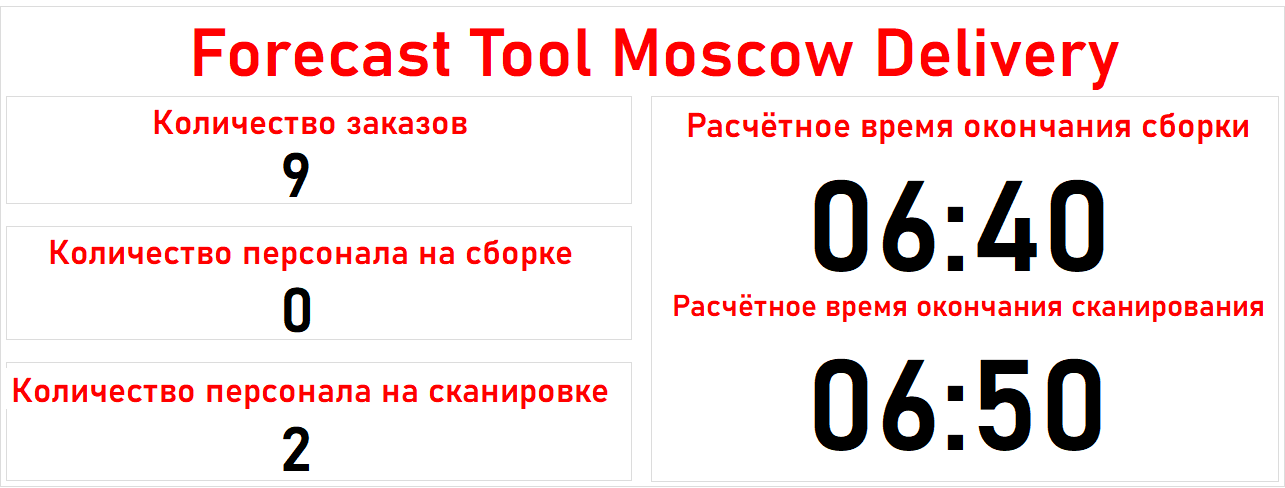 Forecast Tool Moscow Delivery
Количество заказов
9
Количество персонала на сборке
0
Количество персонала на сканировке
2
Расчётное время окончания сборки
06:40
Расчётное время окончания сканирования
06:50